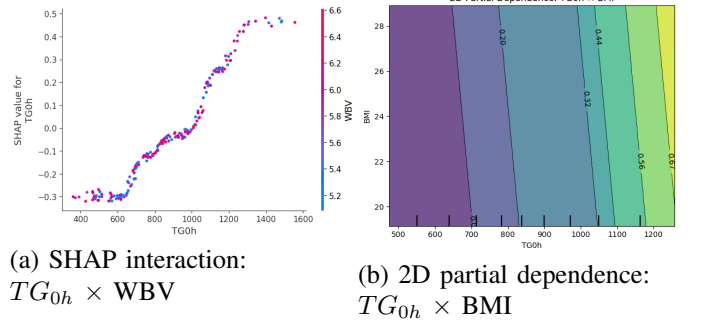 0.5
0.4
0.3
0.2
0.1
0.0
−0.1
−0.2
−0.3
SHAP value for
TG0h
400 600 800 1000 1200 1400 1600
TG0h
6.6
6.4
6.2
6.0
5.8
5.6
5.4
5.2
WBV
28
26
24
22
20
BMI
0.20
0.44
0.32
0.56
0.67
500 600 700 800 900 1000 1100 1200
TG0h
(a) SHAP interaction:
TG0h × WBV
(b) 2D partial dependence:
TG0h × BMI